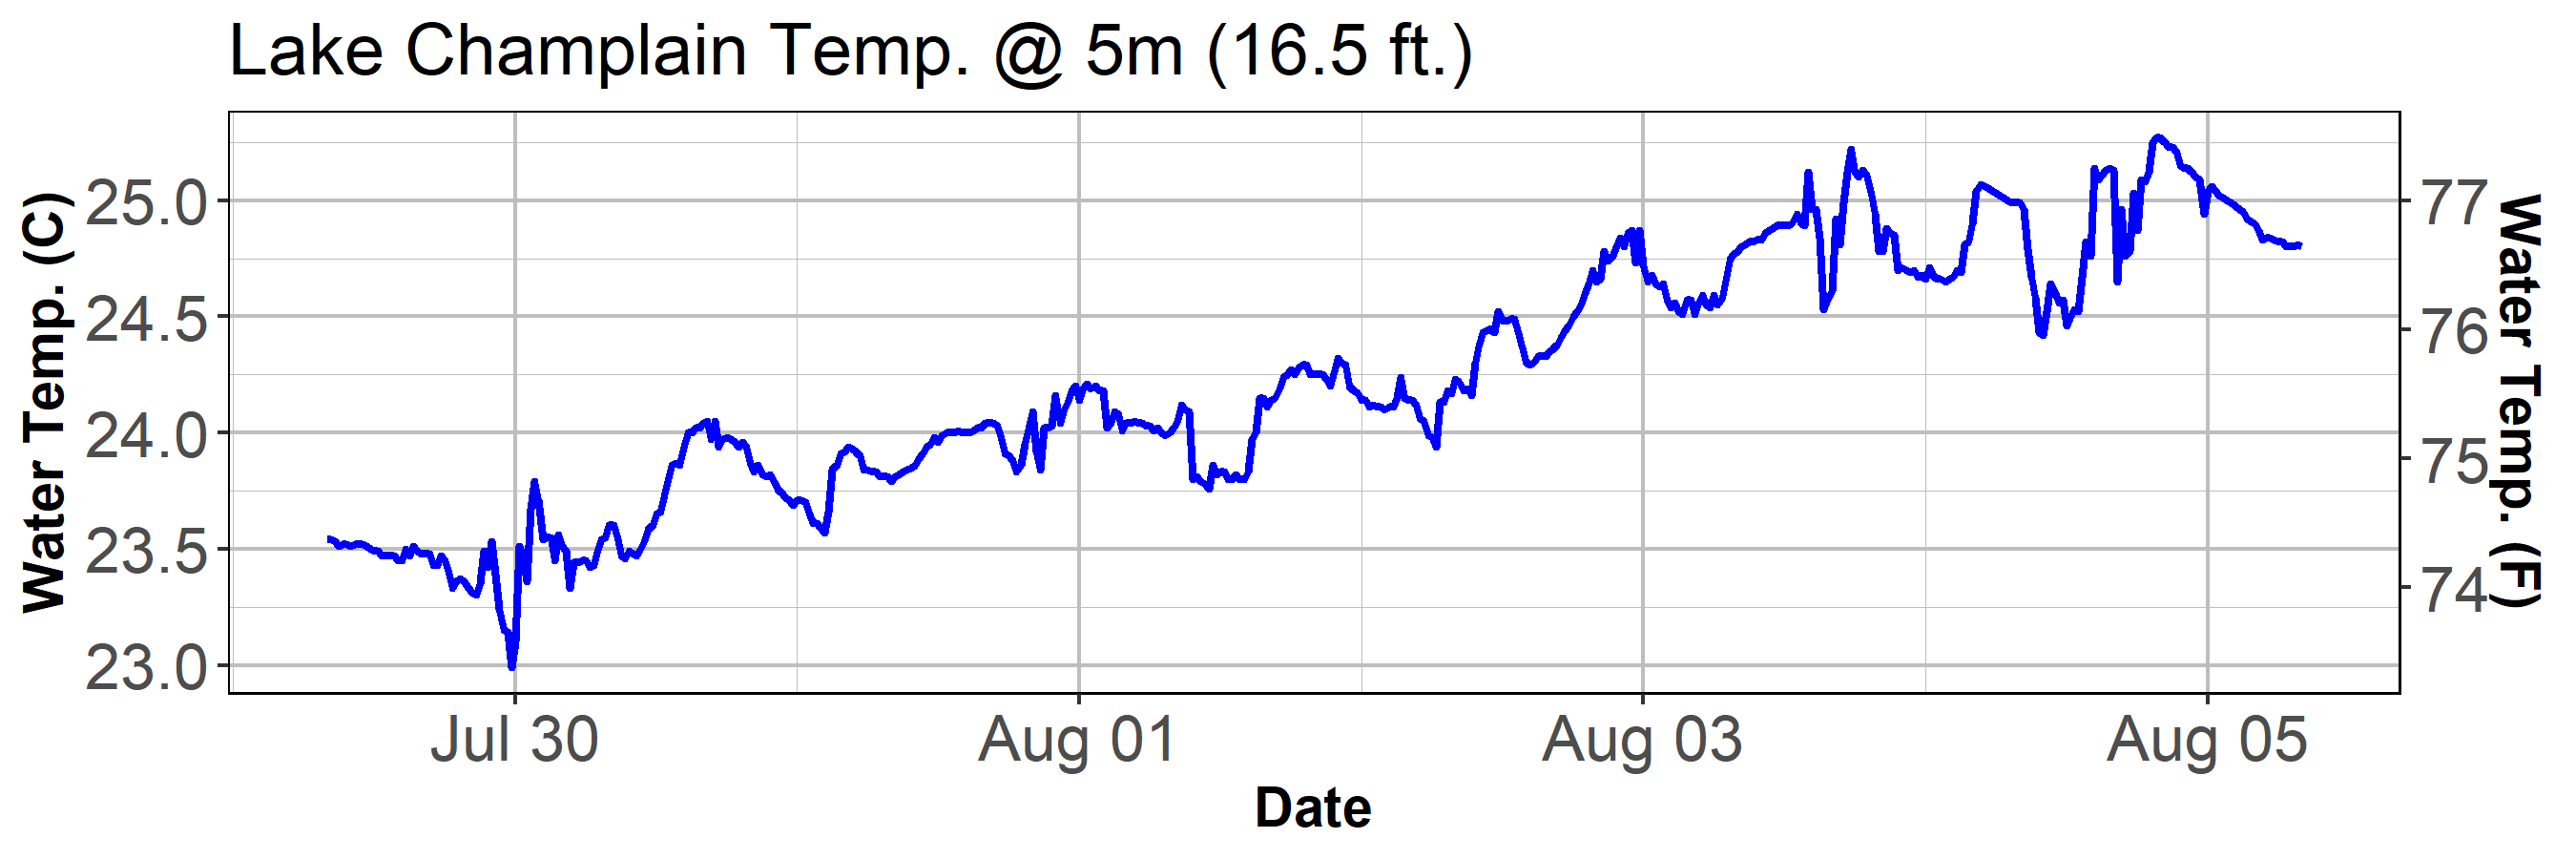 Lake Champlain Temp. @ 5m (16.5 ft.)
Water Temp. (C)
25.0
24.5
24.0
23.5
23.0
77
76
75
74
Water Temp. (F)
Jul 30 Aug 01 Aug 03 Aug 05
Date